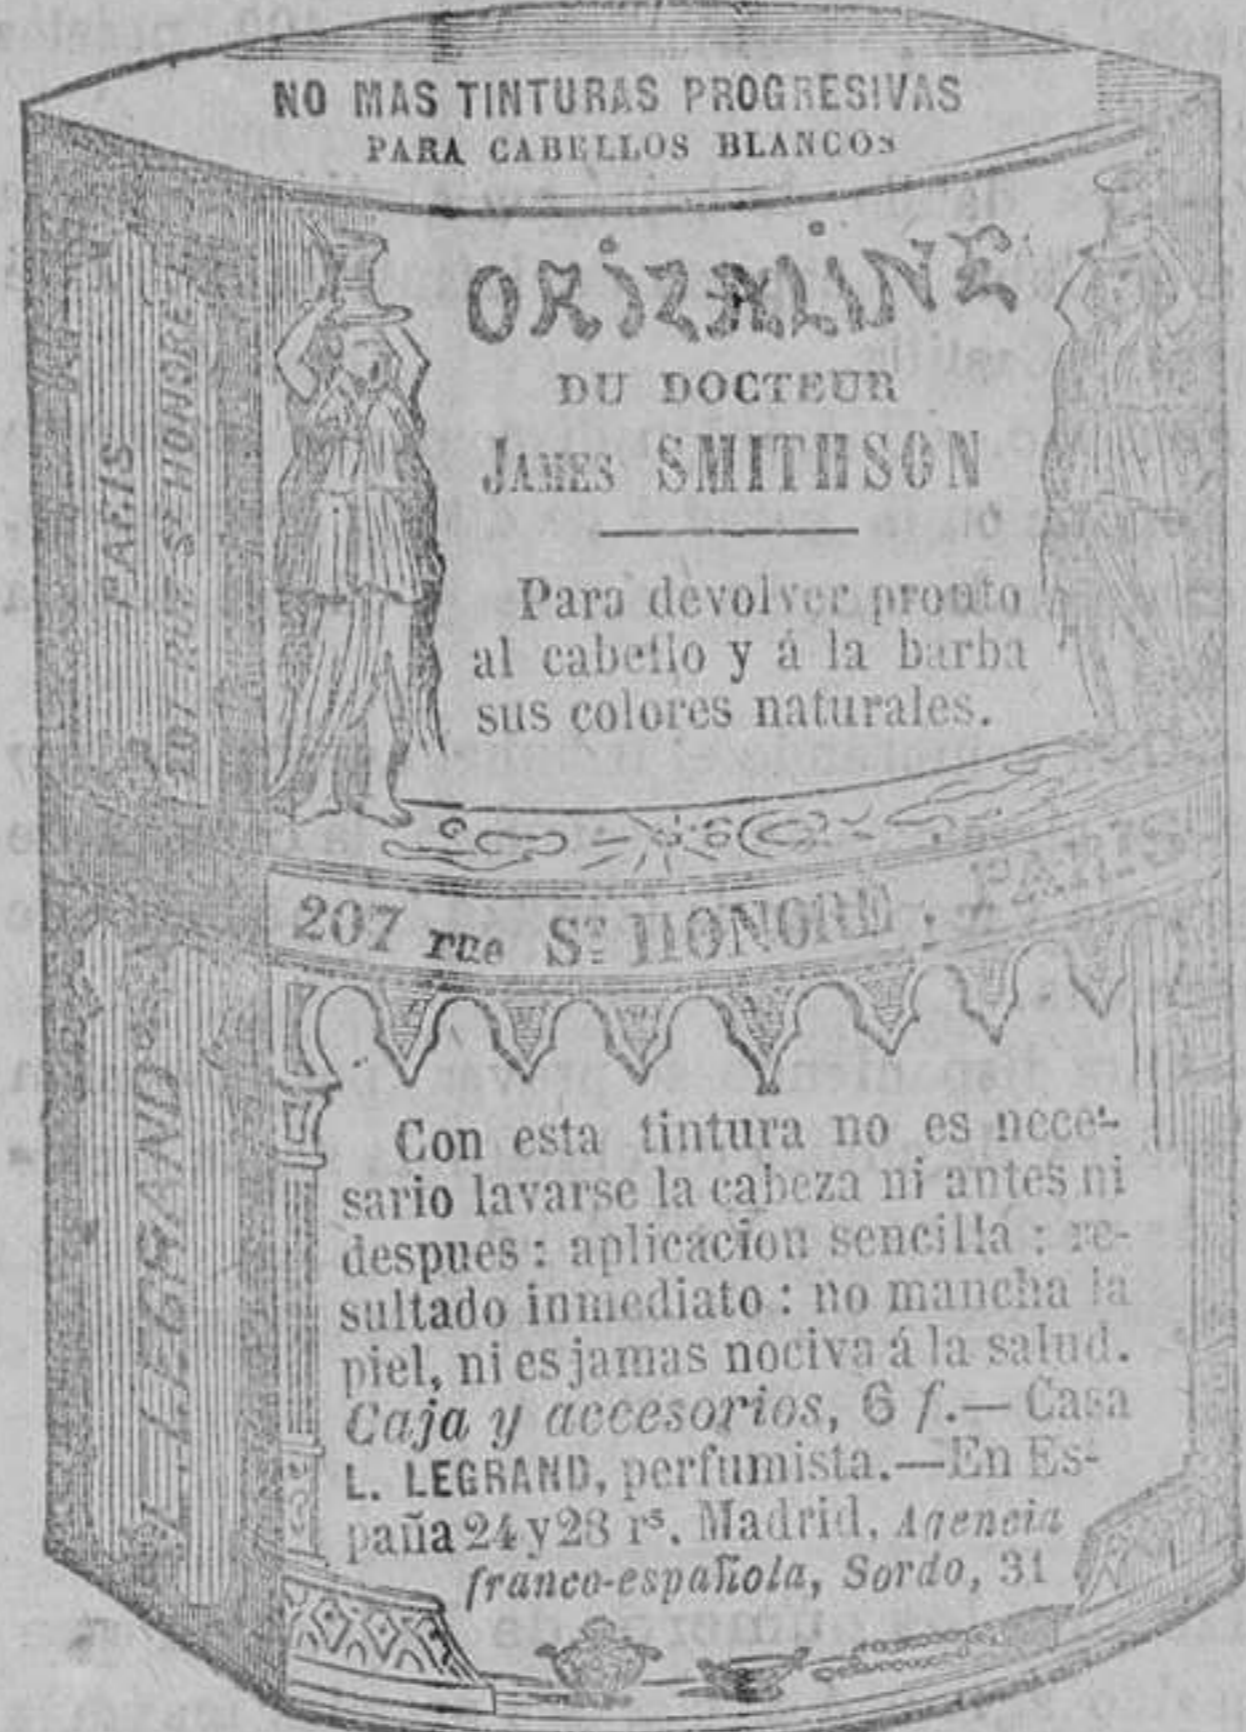 NO MAS TINTURAS PROGRESIVAS
PARA CABELLOS BLANCOS
ORIZALINE
DU DOCTEUR
JAMES SMITHSON
Para devolver pronto
al cabello y á la barba
sus colores naturales.
207 rue ST HONORÉ, PARIS
Con esta tintura no es nece-
sario lavarse la cabeza ni antes ni
despues: aplicacion sencilla: re-
sultado inmediato: no mancha la
piel, ni es jamas nociva á la salud.
Caja y accesorios, 6 f.—Casa
L. LEGRAND, perfumista.—En Es-
paña 24 y 28 rs. Madrid, Agencia
franco-española, Sordo, 31
PARIS
207 RUE ST HONORÉ
L. LEGRAND